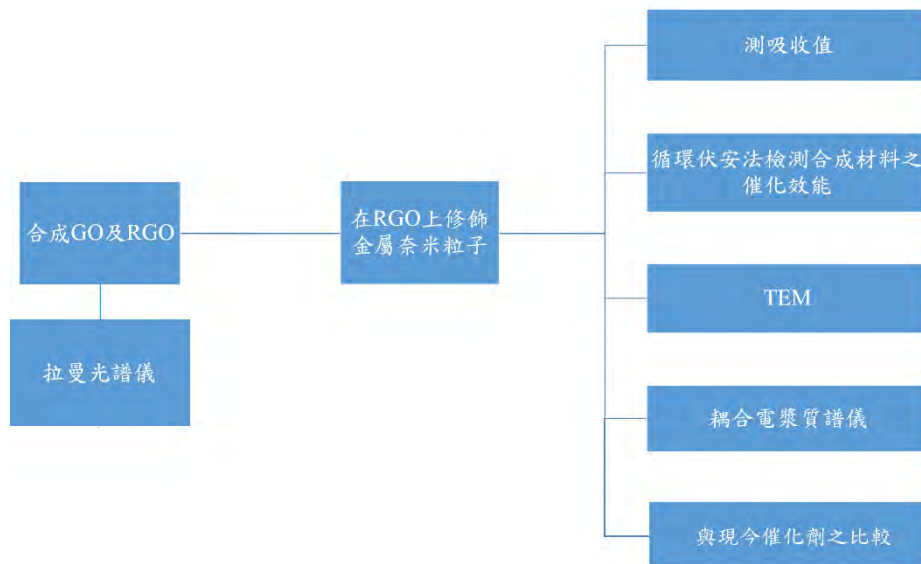 合成GO及RGO
拉曼光譜儀
在RGO上修飾
金屬奈米粒子
測吸收值
循環伏安法檢測合成材料之
催化效能
TEM
耦合電漿質譜儀
與現今催化劑之比較